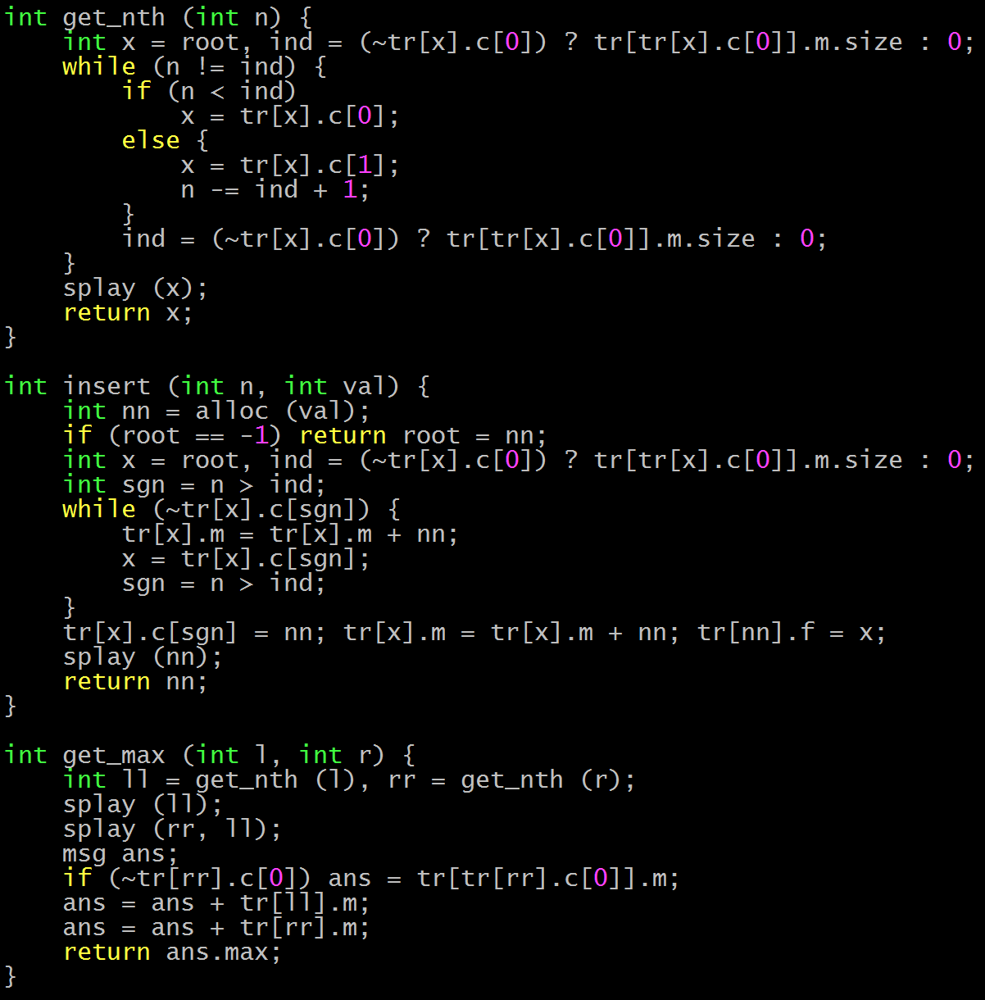 int get_nth (int n) {
    int x = root, ind = (~tr[x].c[0]) ? tr[tr[x].c[0]].m.size : 0;
    while (n != ind) {
        if (n < ind)
            x = tr[x].c[0];
        else {
            x = tr[x].c[1];
            n -= ind + 1;
        }
        ind = (~tr[x].c[0]) ? tr[tr[x].c[0]].m.size : 0;
    }
    splay (x);
    return x;
}

int insert (int n, int val) {
    int nn = alloc (val);
    if (root == -1) return root = nn;
    int x = root, ind = (~tr[x].c[0]) ? tr[tr[x].c[0]].m.size : 0;
    int sgn = n > ind;
    while (~tr[x].c[sgn]) {
        tr[x].m = tr[x].m + nn;
        x = tr[x].c[sgn];
        sgn = n > ind;
    }
    tr[x].c[sgn] = nn; tr[x].m = tr[x].m + nn; tr[nn].f = x;
    splay (nn);
    return nn;
}

int get_max (int l, int r) {
    int ll = get_nth (l), rr = get_nth (r);
    splay (ll);
    splay (rr, ll);
    msg ans;
    if (~tr[rr].c[0]) ans = tr[tr[rr].c[0]].m;
    ans = ans + tr[ll].m;
    ans = ans + tr[rr].m;
    return ans.max;
}